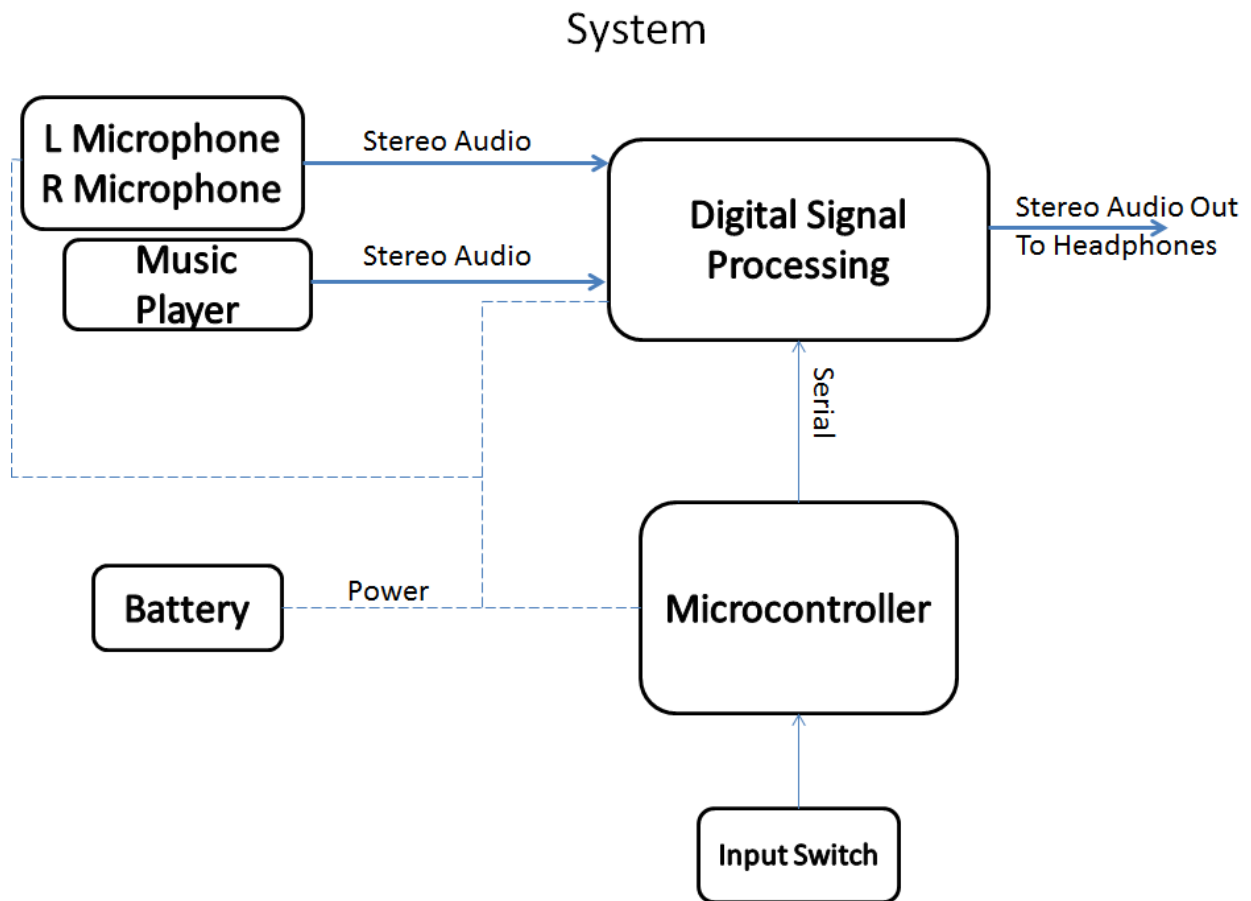 System
L Microphone
R Microphone
Stereo Audio
Music
Player
Stereo Audio
Digital Signal
Processing
Stereo Audio Out
To Headphones
Serial
Battery
Power
Microcontroller
Input Switch